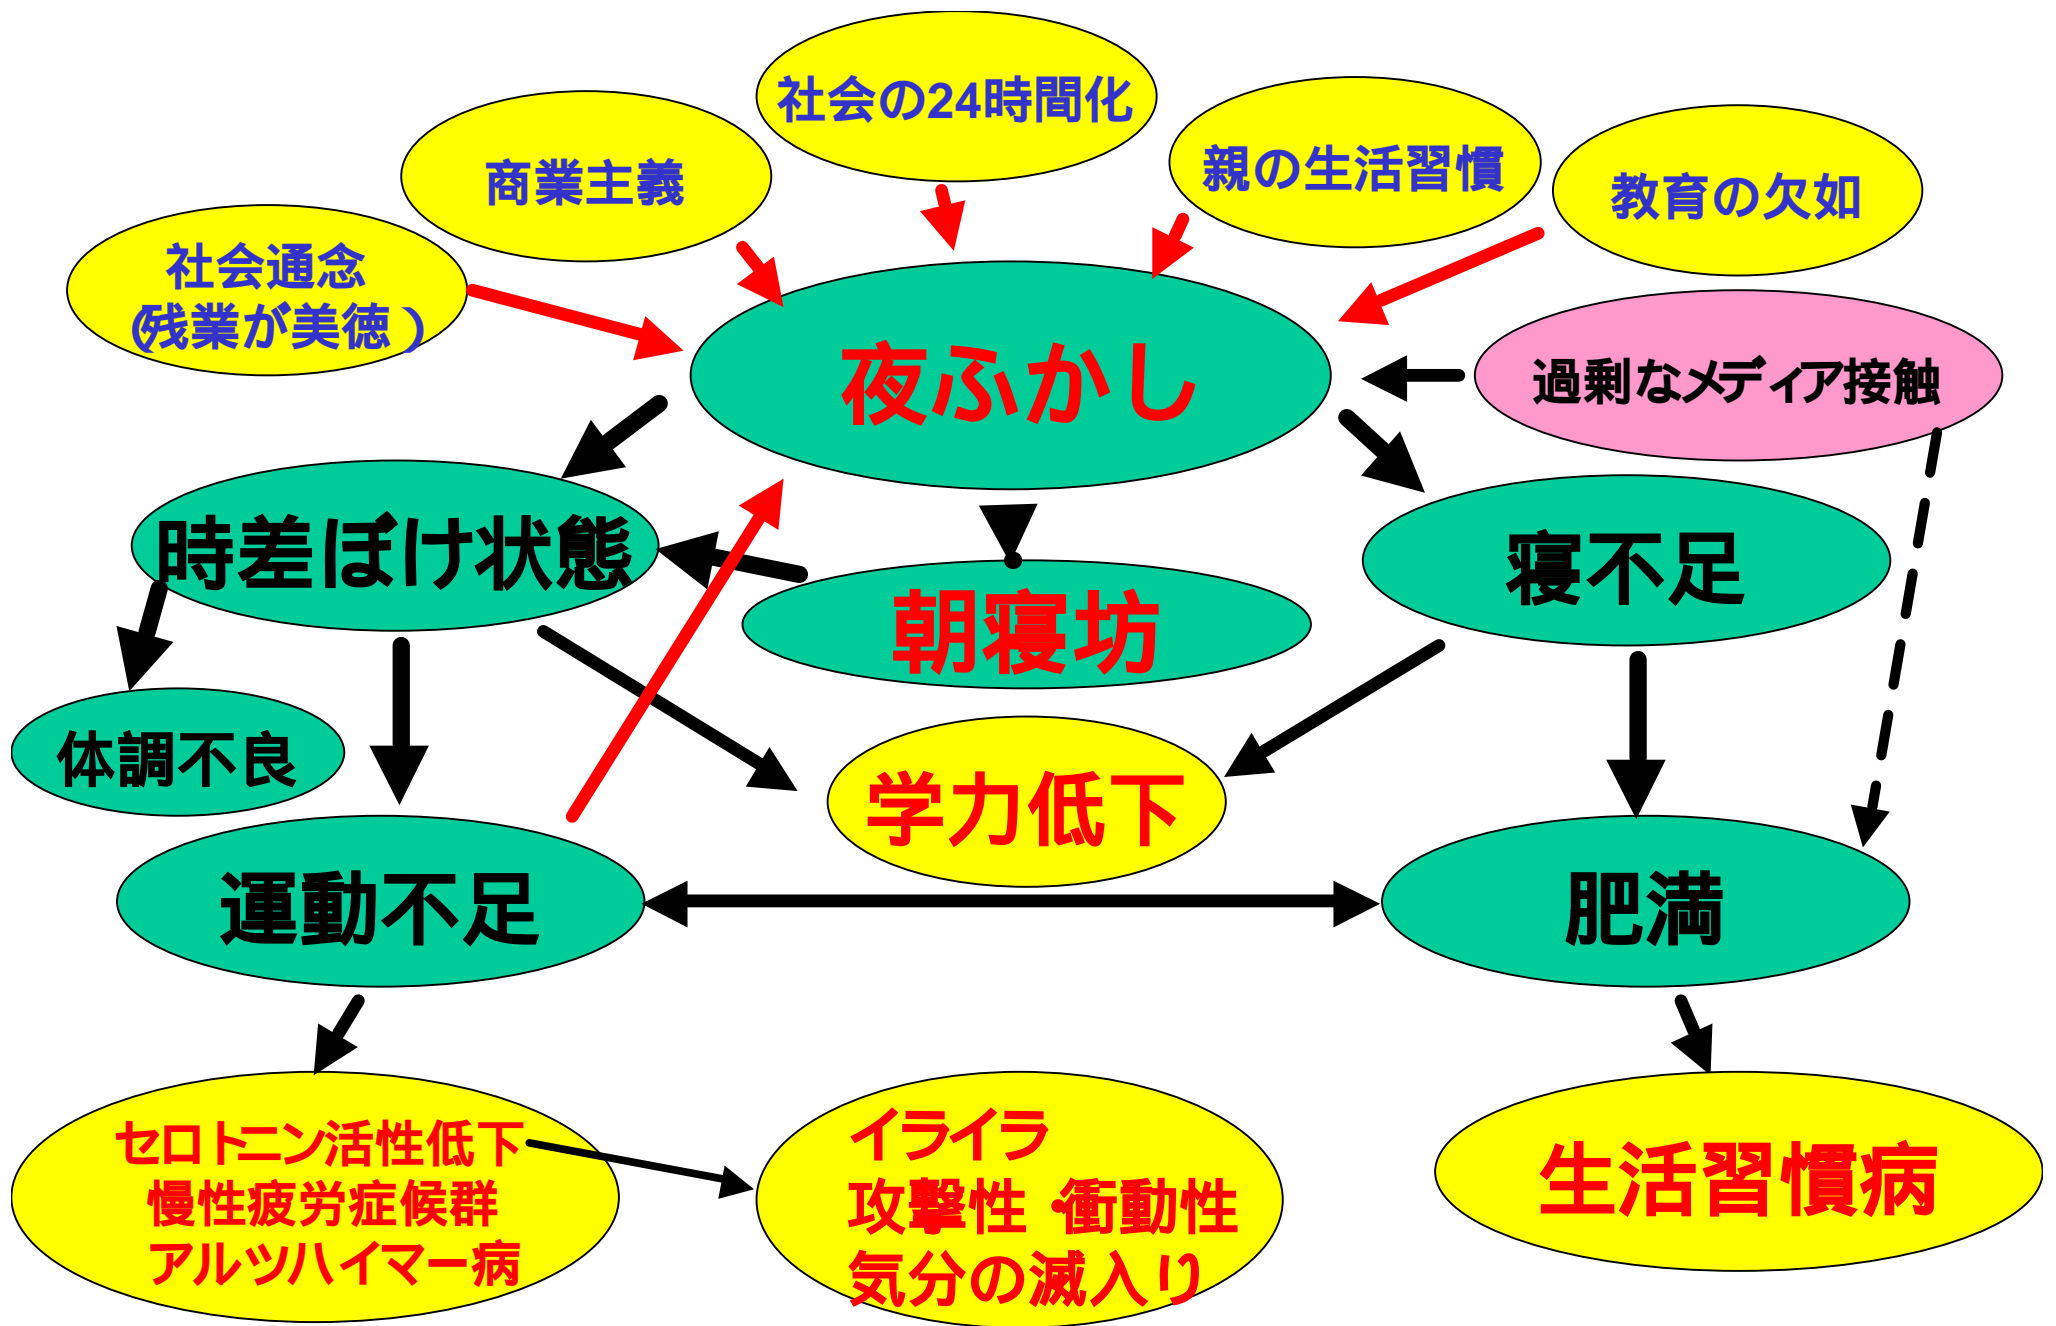 社会の24時間化
商業主義
親の生活習慣
教育の欠如
社会通念
(残業が美徳)
夜ふかし
過剰なメディア接触
時差ぼけ状態
寝不足
朝寝坊
体調不良
学力低下
運動不足
肥満
セロトニン活性低下
慢性疲労症候群
アルツハイマー病
イライラ
攻撃性・衝動性
気分の滅入り
生活習慣病